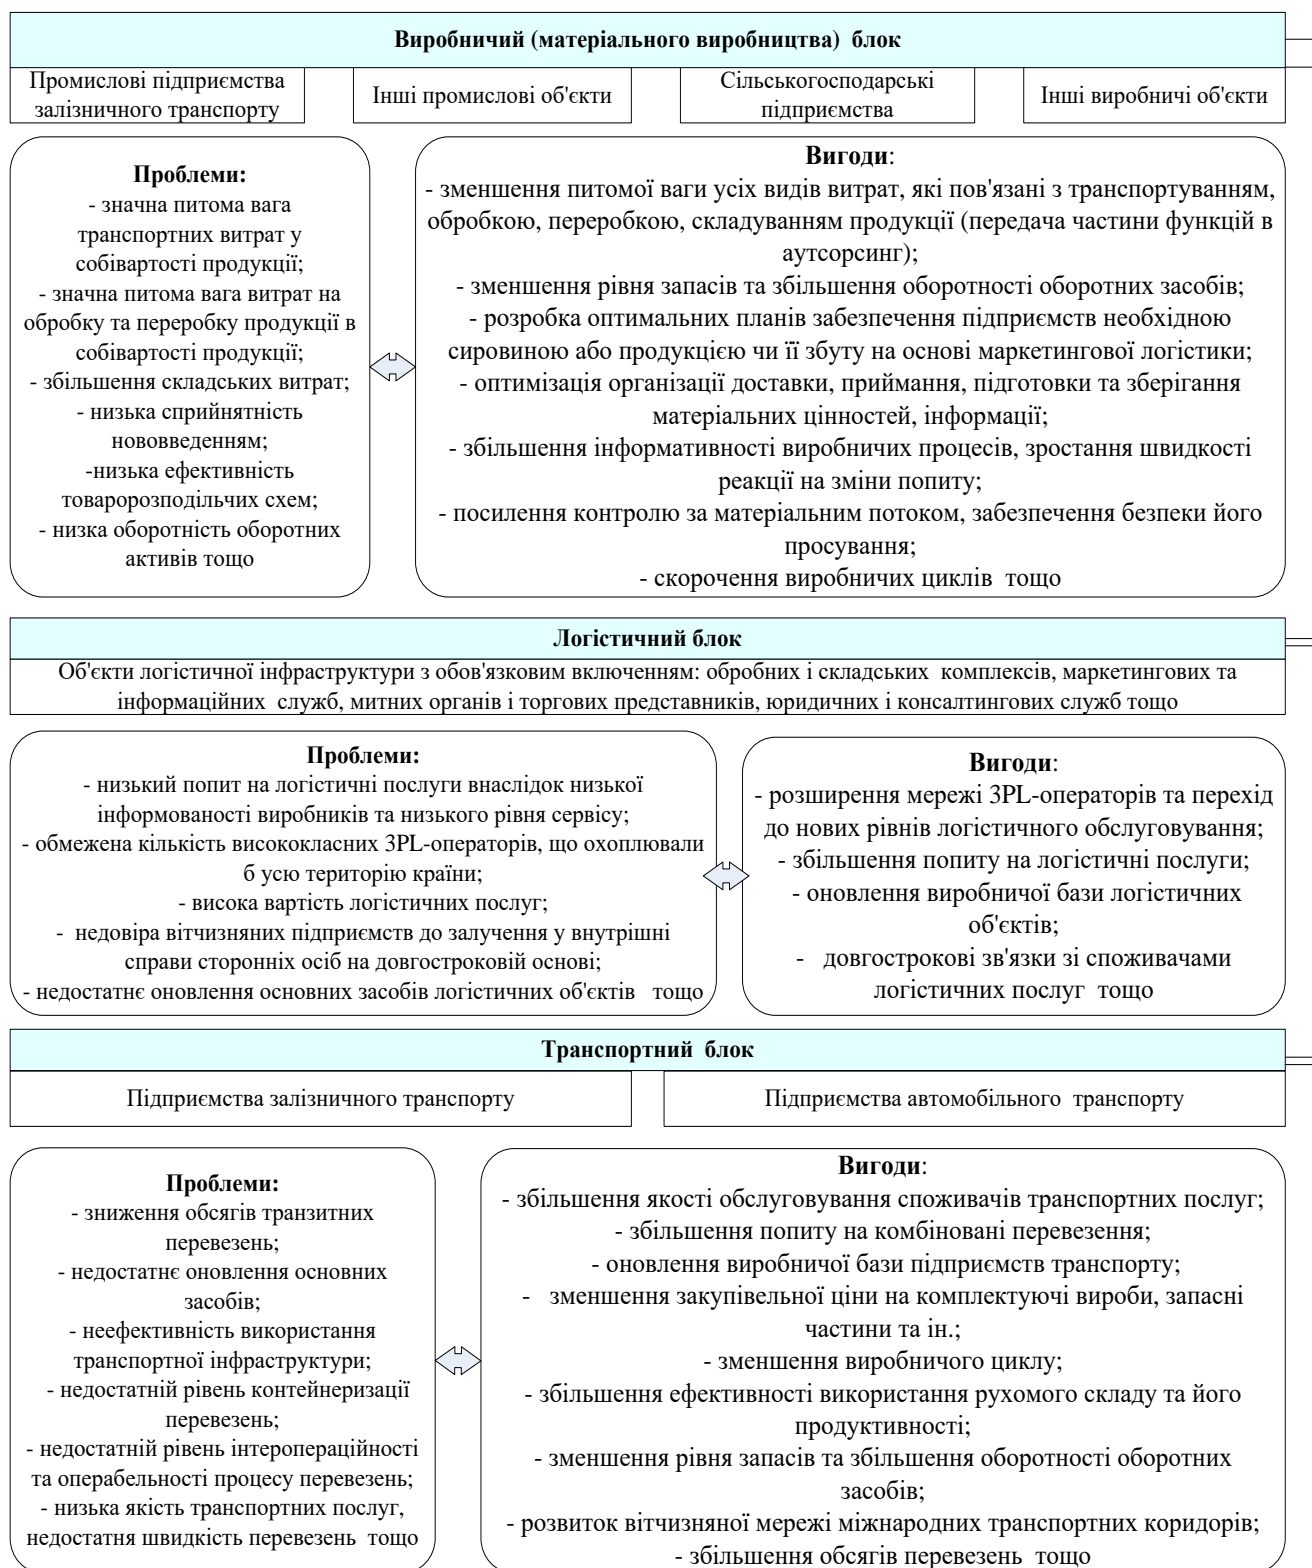 Виробничий (матеріального виробництва) блок
Промислові підприємства
залізничного транспорту
Інші промислові об'єкти
Сільськогосподарські
підприємства
Інші виробничі об'єкти
Проблеми:
- значна питома вага
транспортних витрат у
собівартості продукції;
- значна питома вага витрат на
обробку та переробку продукції в
собівартості продукції;
- збільшення складських витрат;
- низька сприйнятність
нововведенням;
-низька ефективність
товаророзподільчих схем;
- низка оборотність оборотних
активів тощо
Вигоди:
- зменшення питомої ваги усіх видів витрат, які пов'язані з транспортуванням,
обробкою, переробкою, складуванням продукції (передача частини функцій в
аутсорсинг);
- зменшення рівня запасів та збільшення оборотності оборотних засобів;
- розробка оптимальних планів забезпечення підприємств необхідною
сировиною або продукцією чи її збуту на основі маркетингової логістики;
- оптимізація організації доставки, приймання, підготовки та зберігання
матеріальних цінностей, інформації;
- збільшення інформативності виробничих процесів, зростання швидкості
реакції на зміни попиту;
- посилення контролю за матеріальним потоком, забезпечення безпеки його
просування;
- скорочення виробничих циклів тощо
Логістичний блок
Об'єкти логістичної інфраструктури з обов'язковим включенням: обробних і складських комплексів, маркетингових та
інформаційних служб, митних органів і торгових представників, юридичних і консалтингових служб тощо
Проблеми:
- низький попит на логістичні послуги внаслідок низької
інформованості виробників та низького рівня сервісу;
- обмежена кількість висококласних 3PL-операторів, що охоплювали
б усю територію країни;
- висока вартість логістичних послуг;
- недовіра вітчизняних підприємств до залучення у внутрішні
справи сторонніх осіб на довгостроковій основі;
- недостатнє оновлення основних засобів логістичних об'єктів тощо
Вигоди:
- розширення мережі 3PL-операторів та перехід
до нових рівнів логістичного обслуговування;
- збільшення попиту на логістичні послуги;
- оновлення виробничої бази логістичних
об'єктів;
- довгострокові зв'язки зі споживачами
логістичних послуг тощо
Транспортний блок
Підприємства залізничного транспорту
Підприємства автомобільного транспорту
Проблеми:
- зниження обсягів транзитних
перевезень;
- недостатнє оновлення основних
засобів;
- неефективність використання
транспортної інфраструктури;
- недостатній рівень контейнеризації
перевезень;
- недостатній рівень інтеропераційності
та операбельності процесу перевезень;
- низька якість транспортних послуг,
недостатня швидкість перевезень тощо
Вигоди:
- збільшення якості обслуговування споживачів транспортних послуг;
- збільшення попиту на комбіновані перевезення;
- оновлення виробничої бази підприємств транспорту;
- зменшення закупівельної ціни на комплектуючі вироби, запасні
частини та ін.;
- зменшення виробничого циклу;
- збільшення ефективності використання рухомого складу та його
продуктивності;
- зменшення рівня запасів та збільшення оборотності оборотних
засобів;
- розвиток вітчизняної мережі міжнародних транспортних коридорів;
- збільшення обсягів перевезень тощо